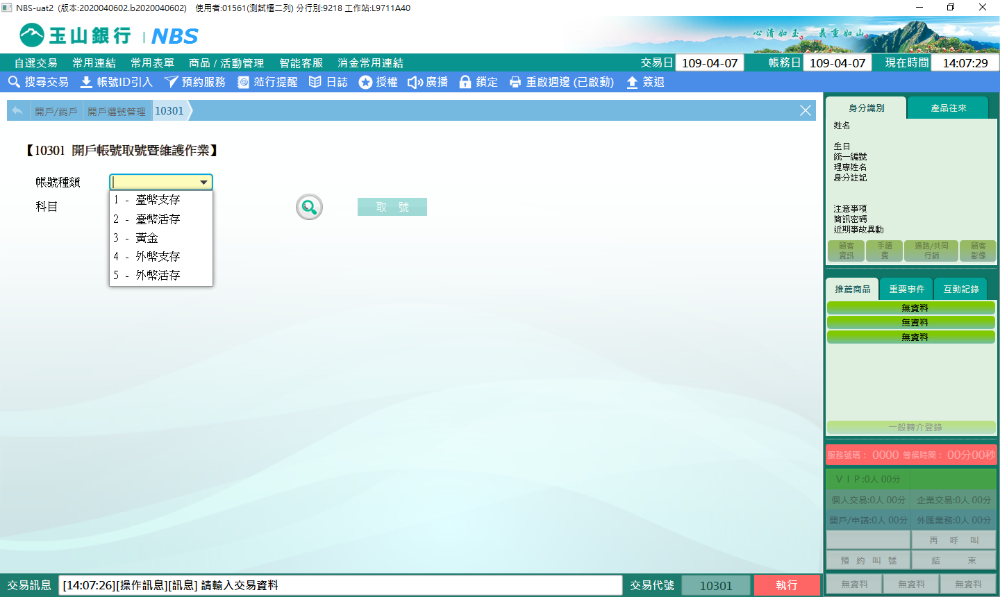 NBS-uat2 (版本:2020040602.b2020040602) 使用者:01561(測試櫃二列) 分行別:9218 工作站:L9711A40
玉山銀行 | NBS
心清如玉。義重如山。
自選交易 常用連結 常用表單 商品 / 活動管理 智能客服 消金常用連結 交易日 109-04-07 帳務日 109-04-07 現在時間 14:07:29
搜尋交易 帳號ID引入 預約服務 蒞行提醒 日誌 授權 廣播 鎖定 重啟週邊 (已啟動) 簽退
開戶/銷戶 開戶選號管理 10301
【10301 開戶帳號取號暨維護作業】
帳號種類
科目
取 號
1 - 臺幣支存
2 - 臺幣活存
3 - 黃金
4 - 外幣支存
5 - 外幣活存
身分識別 產品往來
姓名
生日
統一編號
理專姓名
身分註記
注意事項
簡訊密碼
近期事故異動
顧客資訊 手續費 通路/共同行銷 顧客影像
推薦商品 重要事件 互動記錄
無資料
無資料
無資料
一般轉介登錄
服務號碼： 0000 等候時間： 00分00秒
ＶＩＰ:0人 00分
個人交易:0人 00分 企業交易:0人 00分
開戶/申請:0人 00分 外匯業務:0人 00分
再 呼 叫
預 約 叫 號 結 束
無資料 無資料 無資料
交易訊息 [14:07:26][操作訊息][訊息] 請輸入交易資料 交易代號 10301 執行